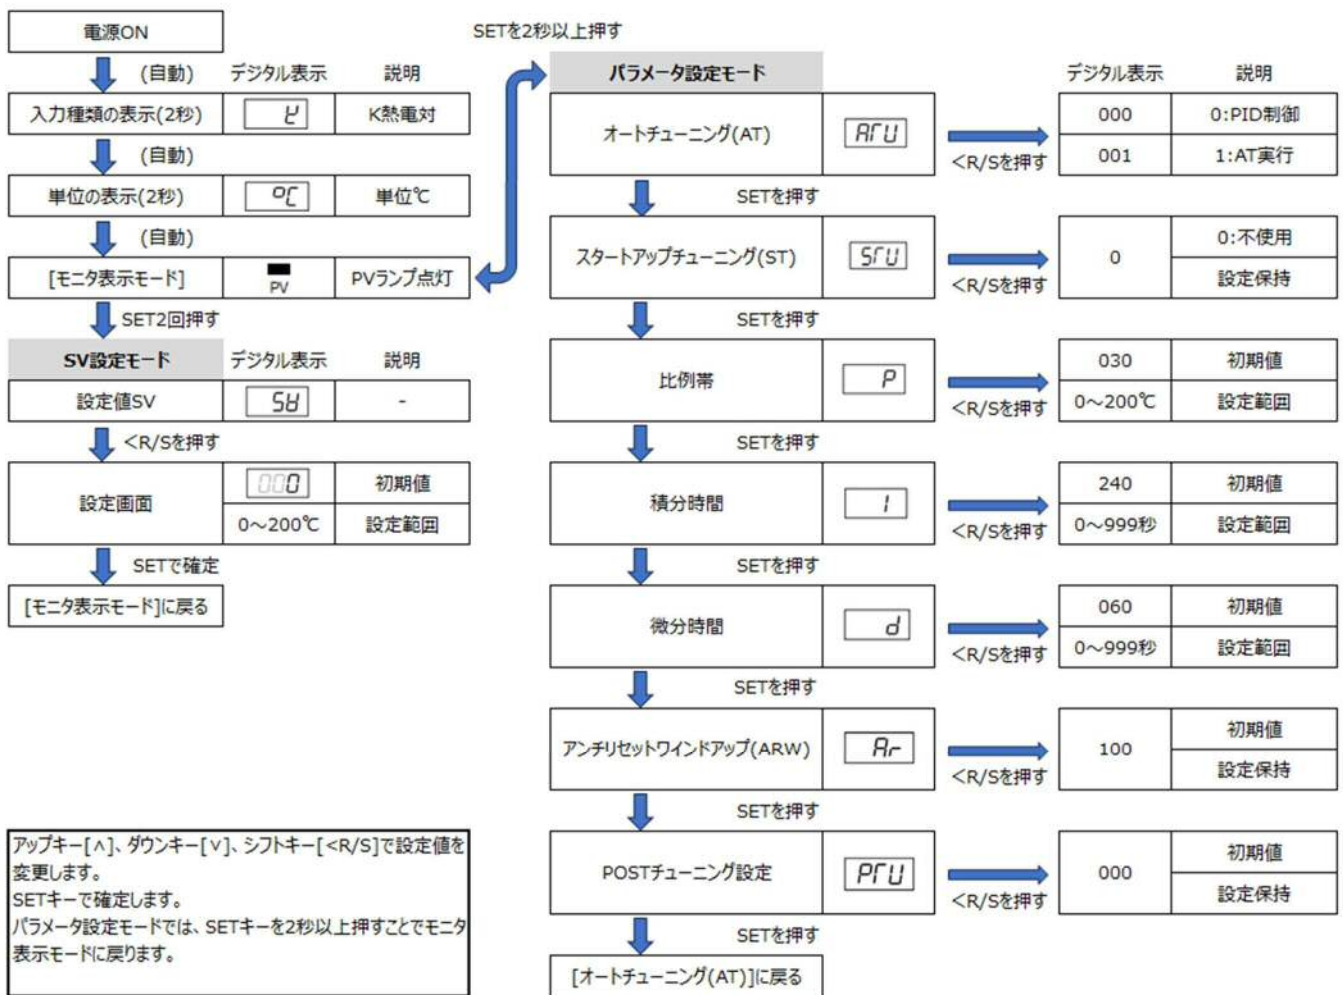 電源ON
(自動) デジタル表示 説明
入力種類の表示(2秒) K熱電対
(自動)
単位の表示(2秒) ℃ 単位℃
(自動)
[モニタ表示モード] PV PVランプ点灯
SET2回押す
SV設定モード デジタル表示 説明
設定値SV SV -
<R/Sを押す
設定画面 000 初期値
0～200℃ 設定範囲
SETで確定
[モニタ表示モード]に戻る
アップキー[∧]、ダウンキー[∨]、シフトキー[<R/S]で設定値を
変更します。
SETキーで確定します。
パラメータ設定モードでは、SETキーを2秒以上押すことでモニタ
表示モードに戻ります。
SETを2秒以上押す
パラメータ設定モード デジタル表示 説明
オートチューニング(AT) ATU <R/Sを押す 000 0:PID制御
001 1:AT実行
SETを押す
スタートアップチューニング(ST) STU <R/Sを押す 0 0:不使用
設定保持
SETを押す
比例帯 P <R/Sを押す 030 初期値
0～200℃ 設定範囲
SETを押す
積分時間 I <R/Sを押す 240 初期値
0～999秒 設定範囲
SETを押す
微分時間 d <R/Sを押す 060 初期値
0～999秒 設定範囲
SETを押す
アンチリセットワインドアップ(ARW) Ar <R/Sを押す 100 初期値
設定保持
SETを押す
POSTチューニング設定 PTU <R/Sを押す 000 初期値
設定保持
SETを押す
[オートチューニング(AT)]に戻る